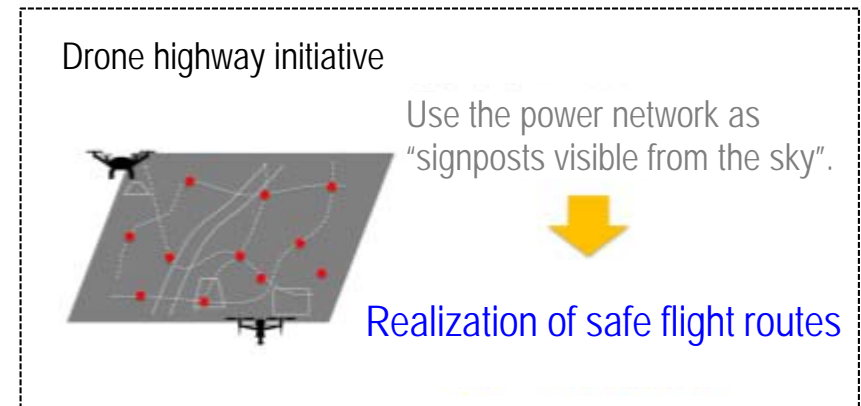 Drone highway initiative
Use the power network as
“signposts visible from the sky”.
Realization of safe flight routes